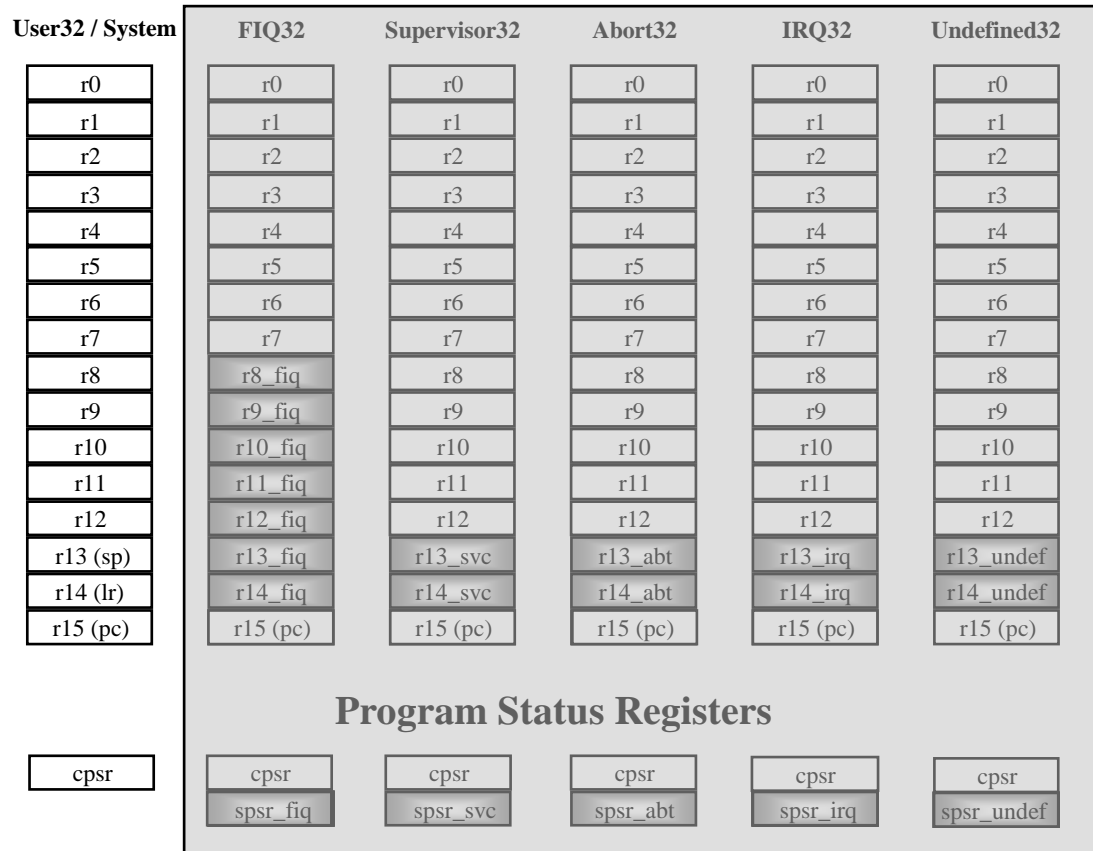 User32 / System FIQ32 Supervisor32 Abort32 IRQ32 Undefined32
r0 r0 r0 r0 r0 r0
r1 r1 r1 r1 r1 r1
r2 r2 r2 r2 r2 r2
r3 r3 r3 r3 r3 r3
r4 r4 r4 r4 r4 r4
r5 r5 r5 r5 r5 r5
r6 r6 r6 r6 r6 r6
r7 r7 r7 r7 r7 r7
r8 r8_fiq r8 r8 r8 r8
r9 r9_fiq r9 r9 r9 r9
r10 r10_fiq r10 r10 r10 r10
r11 r11_fiq r11 r11 r11 r11
r12 r12_fiq r12 r12 r12 r12
r13 (sp) r13_fiq r13_svc r13_abt r13_irq r13_undef
r14 (lr) r14_fiq r14_svc r14_abt r14_irq r14_undef
r15 (pc) r15 (pc) r15 (pc) r15 (pc) r15 (pc) r15 (pc)
Program Status Registers
cpsr cpsr cpsr cpsr cpsr cpsr
spsr_fiq spsr_svc spsr_abt spsr_irq spsr_undef